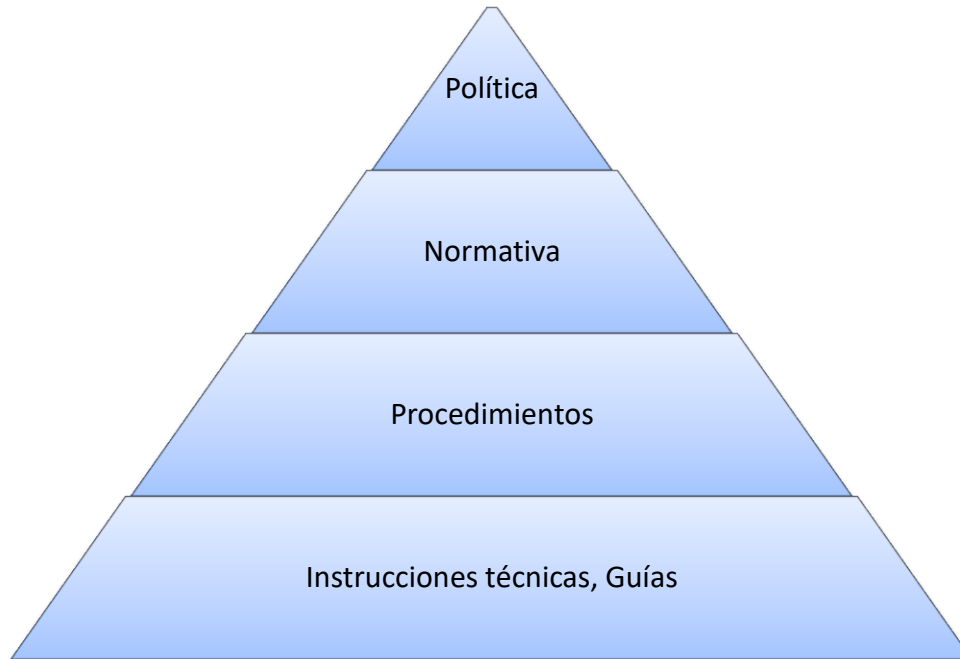 Política
Normativa
Procedimientos
Instrucciones técnicas, Guías